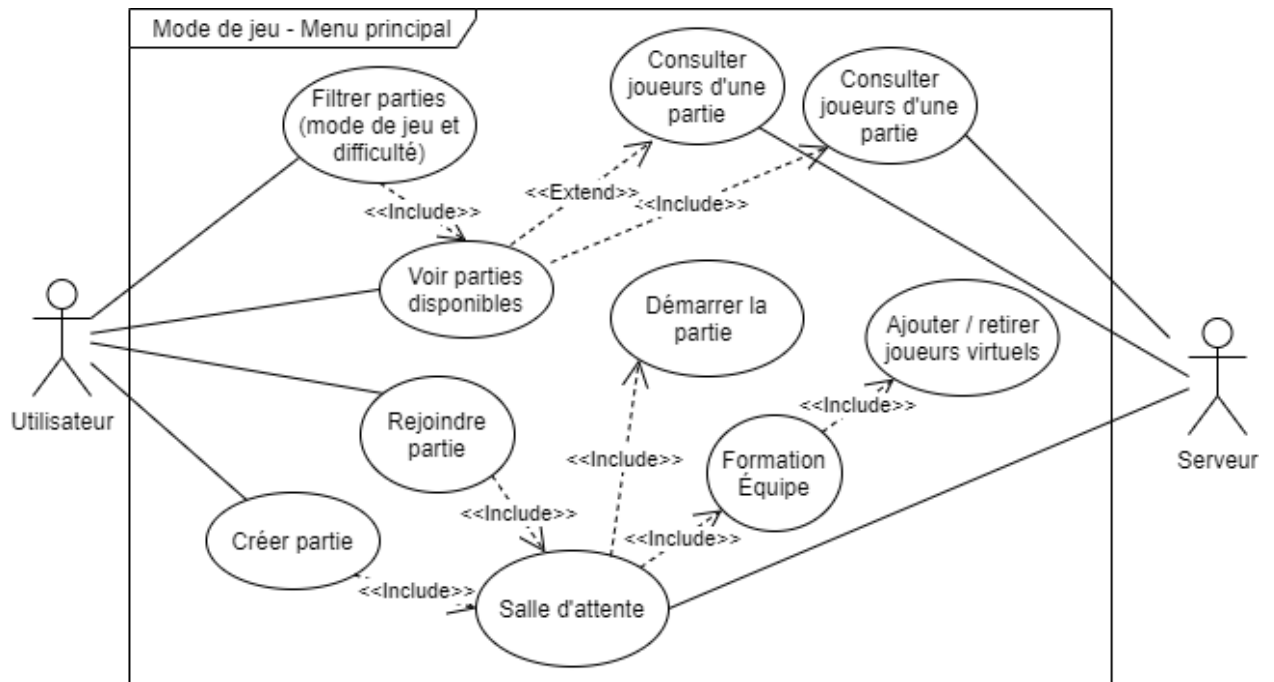 Mode de jeu - Menu principal
Filtrer parties
(mode de jeu et
difficulté)
Consulter
joueurs d'une
partie
Consulter
joueurs d'une
partie
<<Extend>>
<<Include>>
<<Include>>
Voir parties
disponibles
Démarrer la
partie
Ajouter / retirer
joueurs virtuels
Utilisateur
Rejoindre
partie
<<Include>>
<<Include>>
Formation
Équipe
Serveur
<<Include>>
<<Include>>
Créer partie
<<Include>>
Salle d'attente